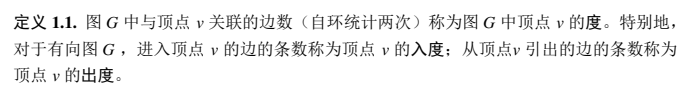 定义 1.1. 图 G 中与顶点 v 关联的边数（自环统计两次）称为图 G 中顶点 v 的度。特别地，
对于有向图 G ，进入顶点 v 的边的条数称为顶点 v 的入度；从顶点v 引出的边的条数称为
顶点 v 的出度。